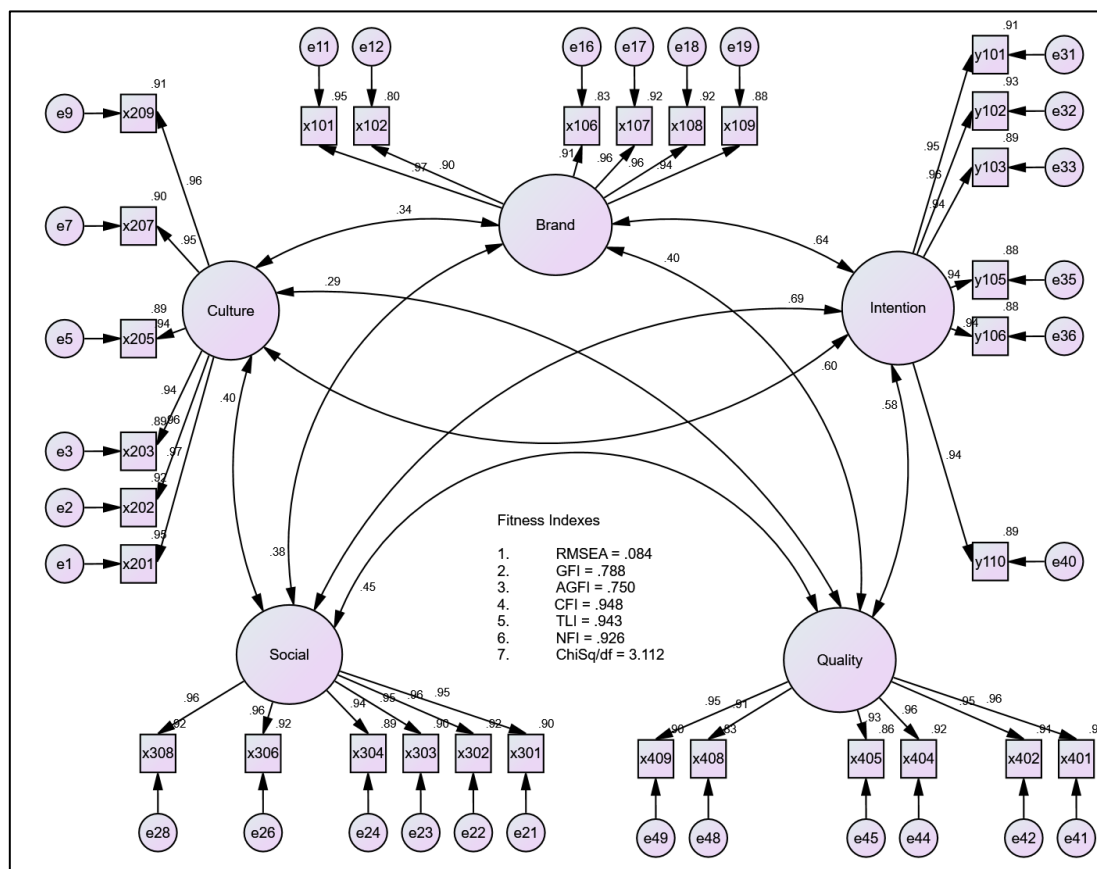 e11
e12
e16
e17
e18
e19
.95
.80
.83
.92
.92
.88
x101
x102
x106
x107
x108
x109
.97
.90
.91
.96
.96
.94
Brand
.91
e9
x209
.96
.90
e7
x207
.95
.89
e5
x205
.94
Culture
.94
.96
.97
.89
e3
x203
.92
e2
x202
.95
e1
x201
.91
y101
e31
.93
y102
e32
.89
y103
e33
.95
.94
.88
y105
e35
.94
.88
y106
e36
.94
Intention
.94
.89
y110
e40
.34
.29
.40
.64
.69
.60
.40
.58
.38
.45
Fitness Indexes
1. RMSEA = .084
2. GFI = .788
3. AGFI = .750
4. CFI = .948
5. TLI = .943
6. NFI = .926
7. ChiSq/df = 3.112
Social
.96
.96
.94
.95
.96
.95
.92
.92
.89
.90
.92
.90
x308
x306
x304
x303
x302
x301
e28
e26
e24
e23
e22
e21
Quality
.95
.91
.93
.96
.95
.96
.90
.83
.86
.92
.91
x409
x408
x405
x404
x402
x401
e49
e48
e45
e44
e42
e41